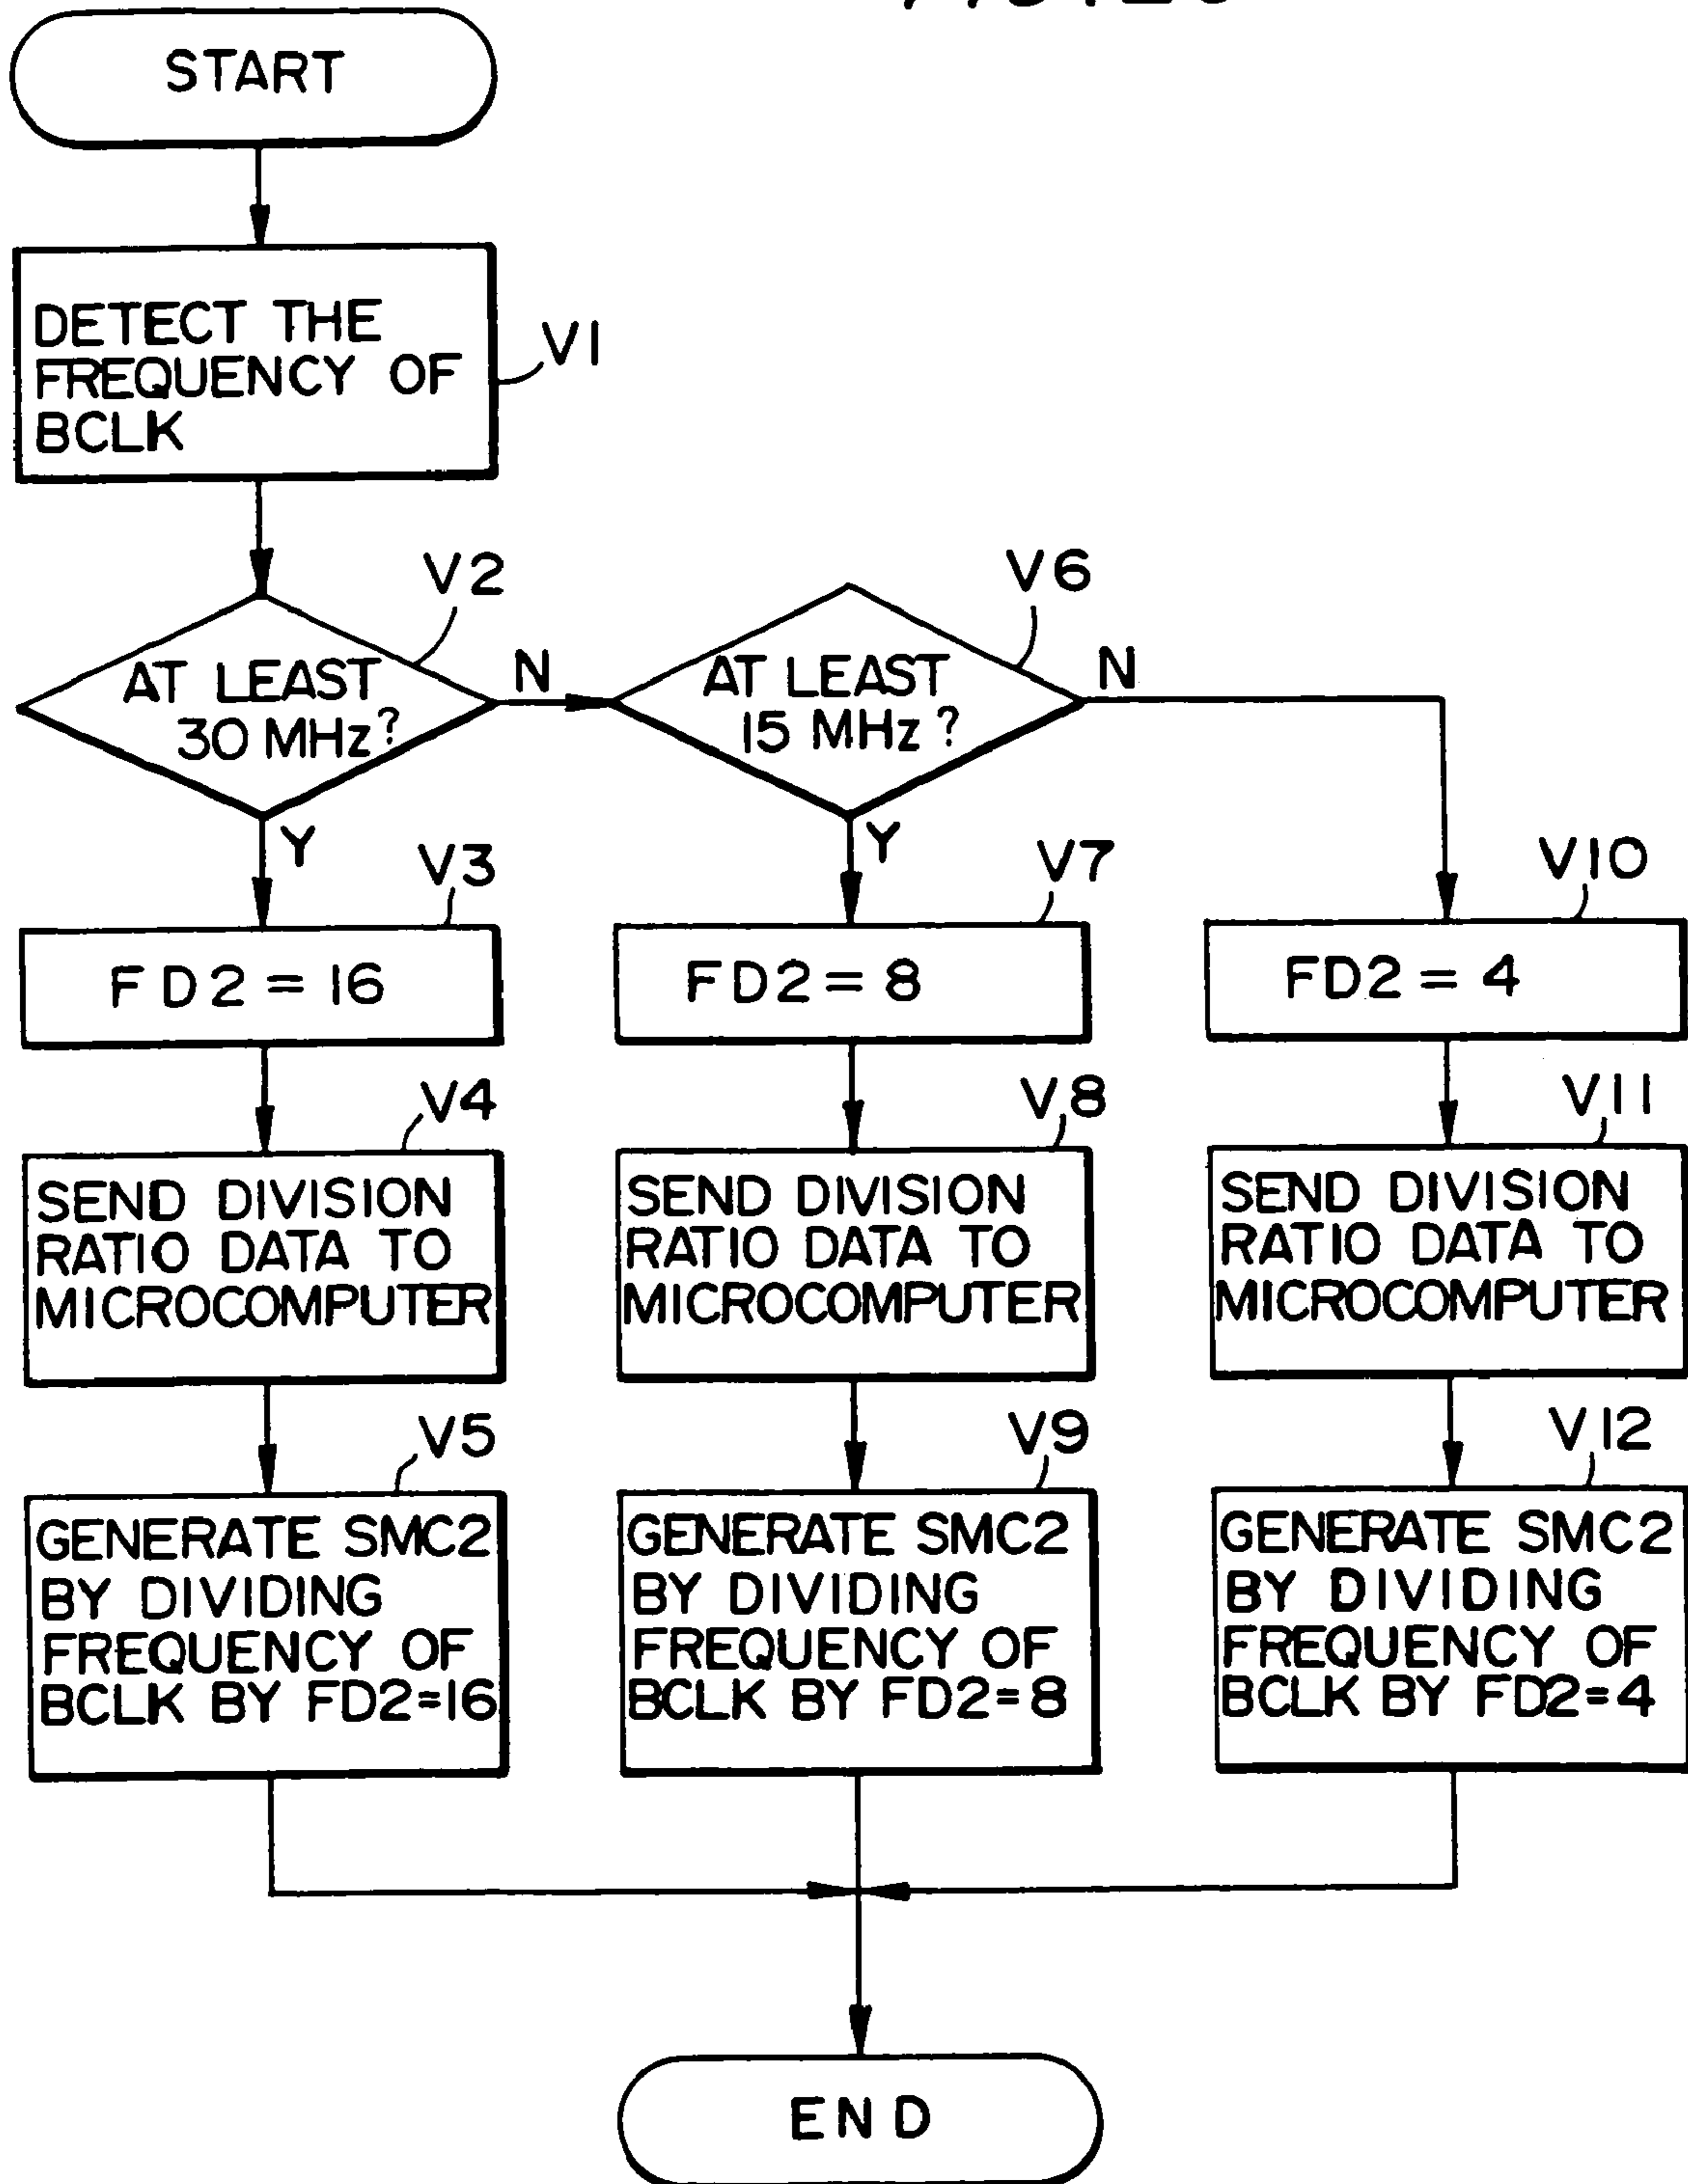 START
DETECT THE
FREQUENCY OF
BCLK
V1
V2
AT LEAST
30 MHz?
N
Y
V6
AT LEAST
15 MHz?
N
Y
V3
FD2=16
V7
FD2=8
V10
FD2=4
V4
SEND DIVISION
RATIO DATA TO
MICROCOMPUTER
V8
SEND DIVISION
RATIO DATA TO
MICROCOMPUTER
V11
SEND DIVISION
RATIO DATA TO
MICROCOMPUTER
V5
GENERATE SMC2
BY DIVIDING
FREQUENCY OF
BCLK BY FD2=16
V9
GENERATE SMC2
BY DIVIDING
FREQUENCY OF
BCLK BY FD2=8
V12
GENERATE SMC2
BY DIVIDING
FREQUENCY OF
BCLK BY FD2=4
END